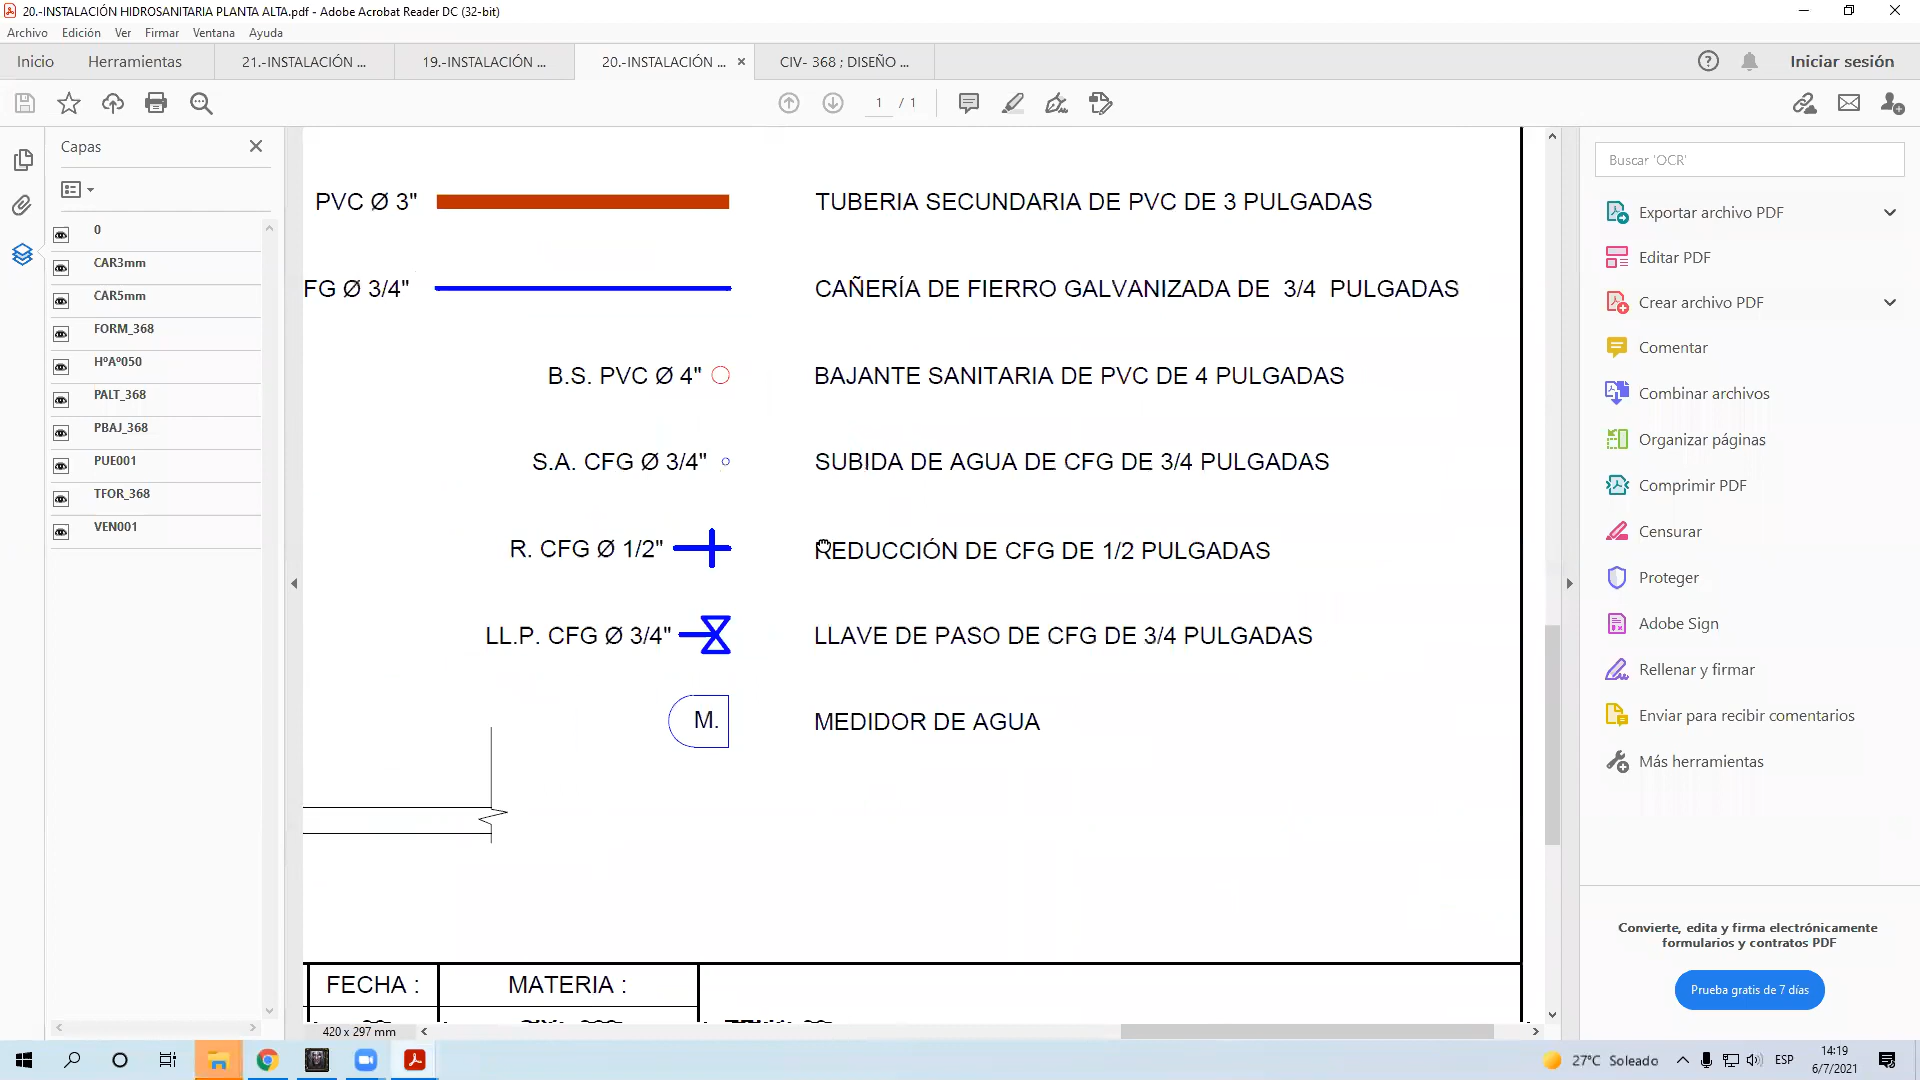 20.-INSTALACIÓN HIDROSANITARIA PLANTA ALTA.pdf - Adobe Acrobat Reader DC (32-bit)
Archivo Edición Ver Firmar Ventana Ayuda
Inicio Herramientas 21.-INSTALACIÓN ... 19.-INSTALACIÓN ... 20.-INSTALACIÓN ... CIV- 368 ; DISEÑO ... Iniciar sesión
1 / 1
Capas
0
CAR3mm
CAR5mm
FORM_368
HºAº050
PALT_368
PBAJ_368
PUE001
TFOR_368
VEN001
PVC Ø 3" TUBERIA SECUNDARIA DE PVC DE 3 PULGADAS
FG Ø 3/4" CAÑERÍA DE FIERRO GALVANIZADA DE 3/4 PULGADAS
B.S. PVC Ø 4" BAJANTE SANITARIA DE PVC DE 4 PULGADAS
S.A. CFG Ø 3/4" SUBIDA DE AGUA DE CFG DE 3/4 PULGADAS
R. CFG Ø 1/2" REDUCCIÓN DE CFG DE 1/2 PULGADAS
LL.P. CFG Ø 3/4" LLAVE DE PASO DE CFG DE 3/4 PULGADAS
M. MEDIDOR DE AGUA
FECHA : MATERIA :
420 x 297 mm
Buscar 'OCR'
Exportar archivo PDF
Editar PDF
Crear archivo PDF
Comentar
Combinar archivos
Organizar páginas
Comprimir PDF
Censurar
Proteger
Adobe Sign
Rellenar y firmar
Enviar para recibir comentarios
Más herramientas
Convierte, edita y firma electrónicamente
formularios y contratos PDF
Prueba gratis de 7 días
27°C Soleado ESP 14:19
6/7/2021